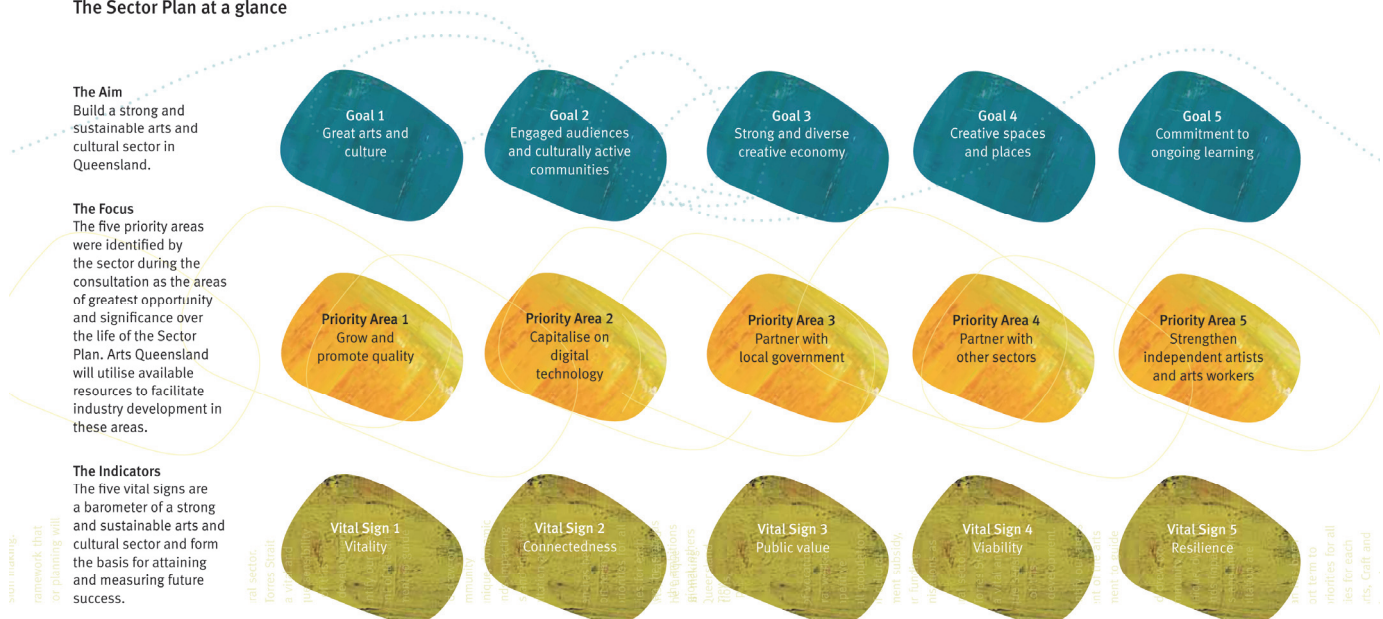 The Sector Plan at a glance
The Aim
Build a strong and
sustainable arts and
cultural sector in
Queensland.
Goal 1
Great arts and
culture
Goal 2
Engaged audiences
and culturally active
communities
Goal 3
Strong and diverse
creative economy
Goal 4
Creative spaces
and places
Goal 5
Commitment to
ongoing learning
The Focus
The five priority areas
were identified by
the sector during the
consultation as the areas
of greatest opportunity
and significance over
the life of the Sector
Plan. Arts Queensland
will utilise available
resources to facilitate
industry development in
these areas.
Priority Area 1
Grow and
promote quality
Priority Area 2
Capitalise on
digital
technology
Priority Area 3
Partner with
local government
Priority Area 4
Partner with
other sectors
Priority Area 5
Strengthen
independent artists
and arts workers
The Indicators
The five vital signs are
a barometer of a strong
and sustainable arts and
cultural sector and form
the basis for attaining
and measuring future
success.
Vital Sign 1
Vitality
Vital Sign 2
Connectedness
Vital Sign 3
Public value
Vital Sign 4
Viability
Vital Sign 5
Resilience
ramework that
or planning will
ral sector.
Torres Strait